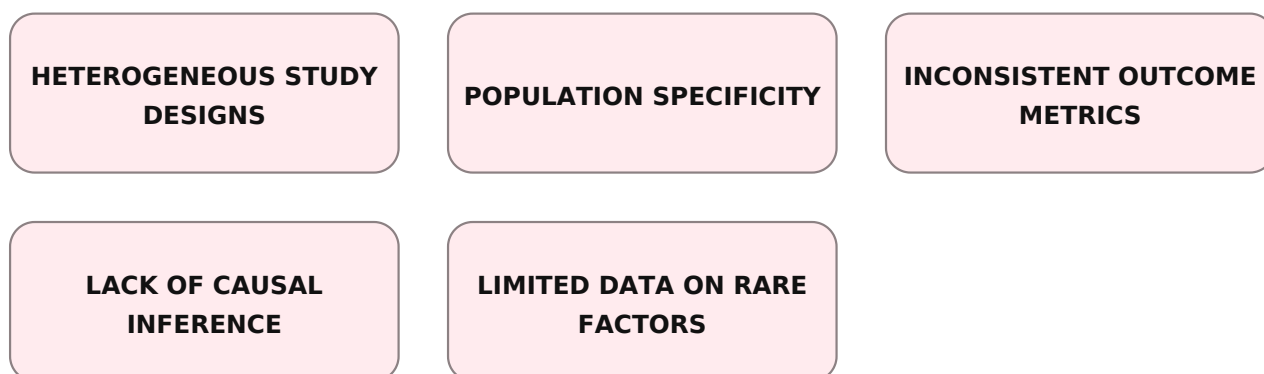 HETEROGENEOUS STUDY
DESIGNS
POPULATION SPECIFICITY
INCONSISTENT OUTCOME
METRICS
LACK OF CAUSAL
INFERENCE
LIMITED DATA ON RARE
FACTORS